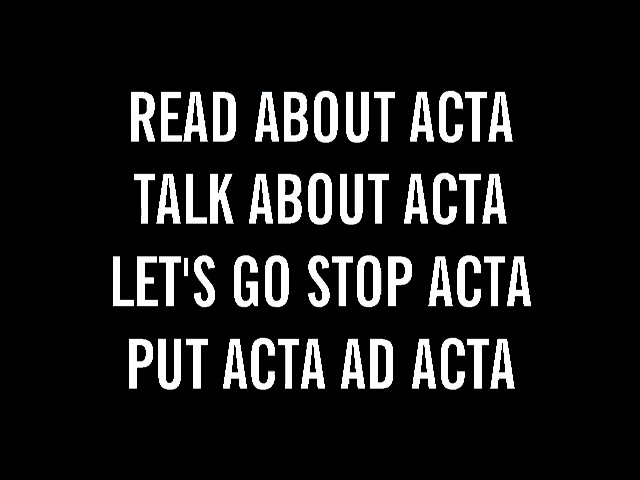 READ ABOUT ACTA
TALK ABOUT ACTA
LET'S GO STOP ACTA
PUT ACTA AD ACTA